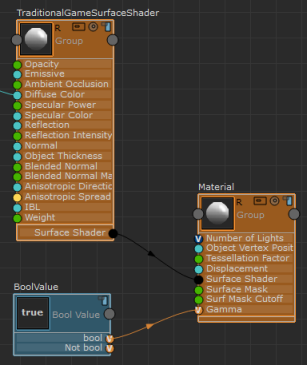 TraditionalGameSurfaceShader
R
Group
Opacity
Emissive
Ambient Occlusion
Diffuse Color
Specular Power
Specular Color
Reflection
Reflection Intensity
Normal
Object Thickness
Blended Normal
Blended Normal Ma
Anisotropic Directic
Anisotropic Spread
IBL
Weight
Surface Shader
Material
R
Group
Number of Lights
Object Vertex Posit
Tessellation Factor
Displacement
Surface Shader
Surface Mask
Surf Mask Cutoff
Gamma
BoolValue
true
Bool Value
bool
Not bool